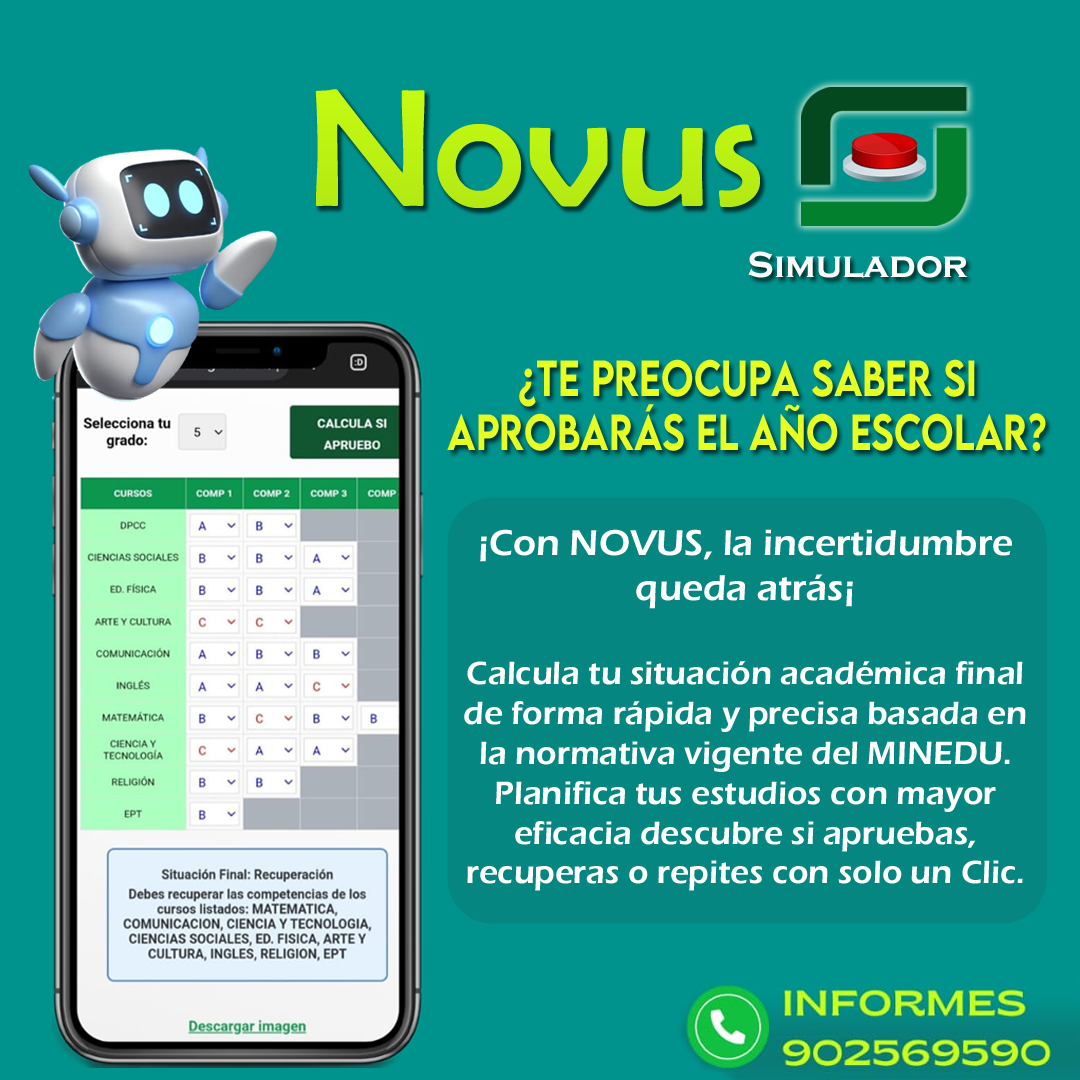 Novus
SIMULADOR
¿TE PREOCUPA SABER SI
APROBARÁS EL AÑO ESCOLAR?
¡Con NOVUS, la incertidumbre
queda atrás¡
Calcula tu situación académica final
de forma rápida y precisa basada en
la normativa vigente del MINEDU.
Planifica tus estudios con mayor
eficacia descubre si apruebas,
recuperas o repites con solo un Clic.
:D
Selecciona tu
grado:
5
CALCULA SI
APRUEBO
CURSOS COMP 1 COMP 2 COMP 3 COMP
DPCC A B
CIENCIAS SOCIALES B B A
ED. FÍSICA B B A
ARTE Y CULTURA C C
COMUNICACIÓN A B B
INGLÉS A A C
MATEMÁTICA B C B B
CIENCIA Y
TECNOLOGÍA C A A
RELIGIÓN B B
EPT B
Situación Final: Recuperación
Debes recuperar las competencias de los
cursos listados: MATEMATICA,
COMUNICACION, CIENCIA Y TECNOLOGIA,
CIENCIAS SOCIALES, ED. FISICA, ARTE Y
CULTURA, INGLES, RELIGION, EPT
Descargar imagen
INFORMES
902569590